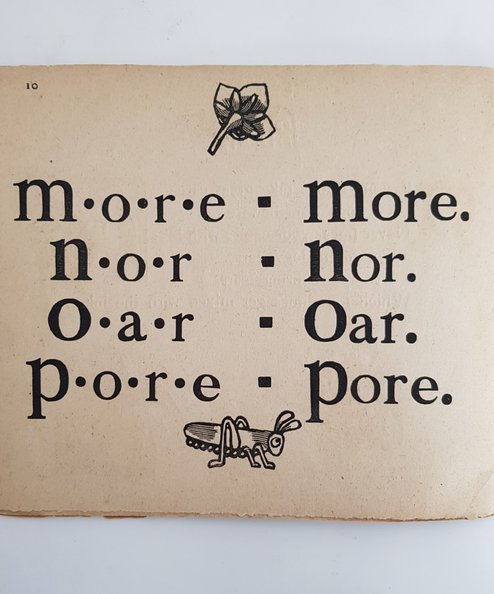 10
m·o·r·e · more.
n·o·r · nor.
o·a·r · oar.
p·o·r·e · pore.